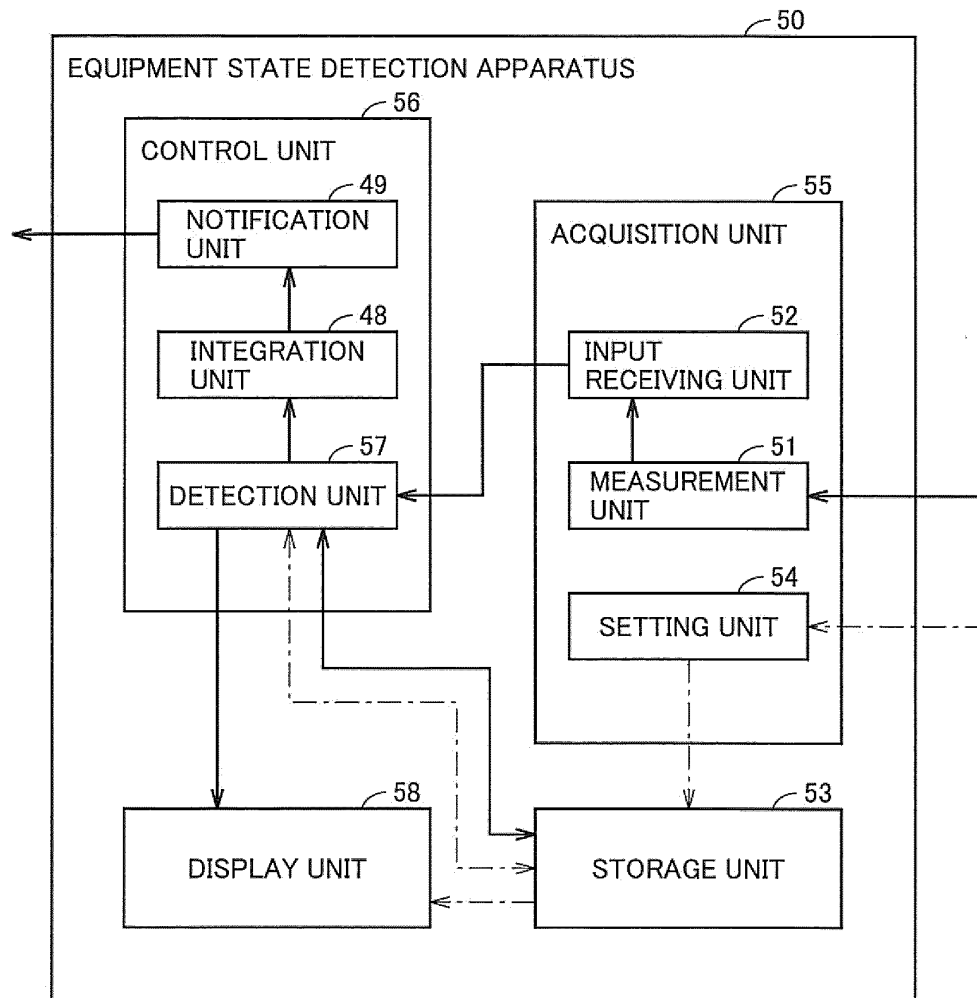 50
EQUIPMENT STATE DETECTION APPARATUS
56
CONTROL UNIT
49
NOTIFICATION
UNIT
48
INTEGRATION
UNIT
57
DETECTION UNIT
55
ACQUISITION UNIT
52
INPUT
RECEIVING UNIT
51
MEASUREMENT
UNIT
54
SETTING UNIT
58
DISPLAY UNIT
53
STORAGE UNIT